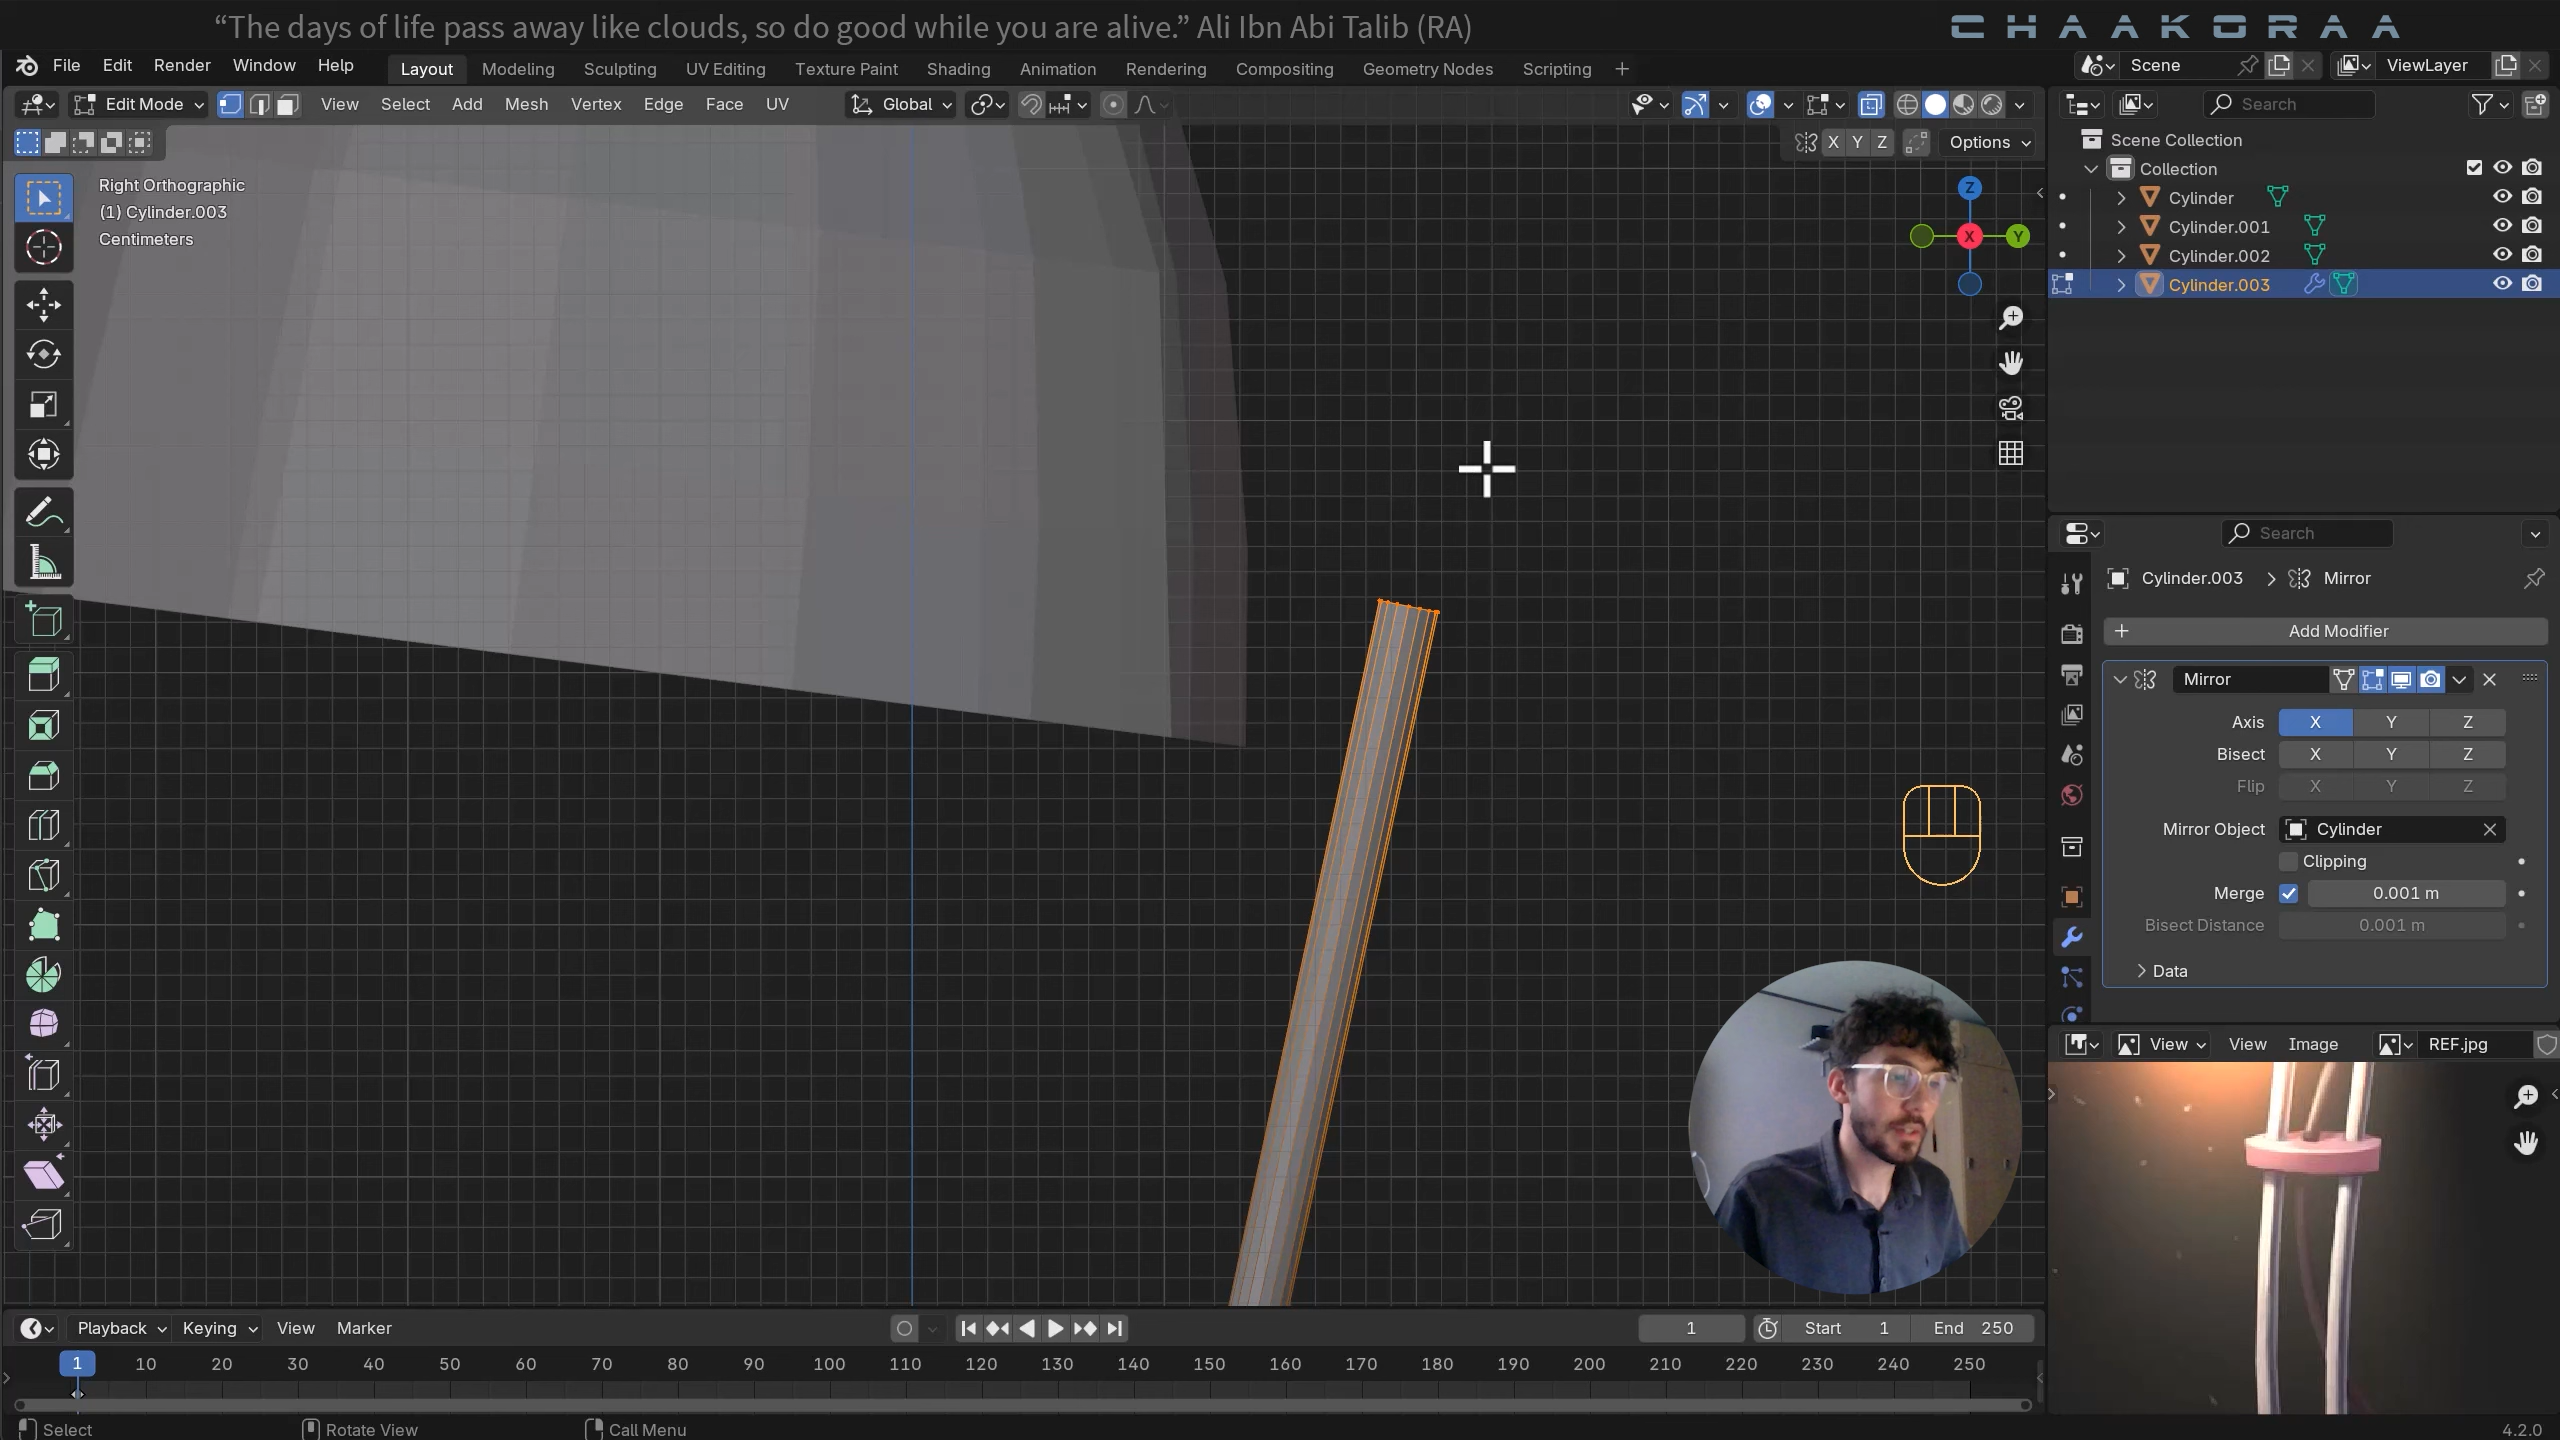 “The days of life pass away like clouds, so do good while you are alive.” Ali Ibn Abi Talib (RA)
CHAAKORAA
File Edit Render Window Help
Layout Modeling Sculpting UV Editing Texture Paint Shading Animation Rendering Compositing Geometry Nodes Scripting +
Scene
ViewLayer
Edit Mode
View Select Add Mesh Vertex Edge Face UV
Global
Search
X Y Z
Options
Right Orthographic
(1) Cylinder.003
Centimeters
Z
X
Y
Scene Collection
Collection
Cylinder
Cylinder.001
Cylinder.002
Cylinder.003
Search
Cylinder.003 > Mirror
+ Add Modifier
Mirror
Axis X Y Z
Bisect X Y Z
Flip X Y Z
Mirror Object Cylinder
Clipping
Merge 0.001 m
Bisect Distance 0.001 m
Data
View View Image REF.jpg
Playback Keying View Marker
1
Start 1
End 250
1 10 20 30 40 50 60 70 80 90 100 110 120 130 140 150 160 170 180 190 200 210 220 230 240 250
Select Rotate View Call Menu
4.2.0